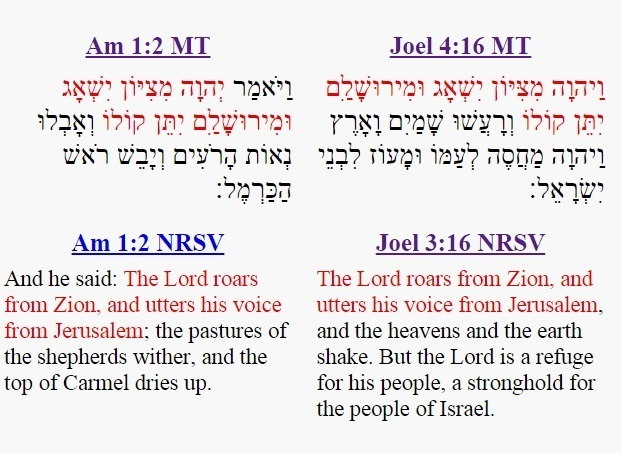 Am 1:2 MT
וַיֹּאמַר יְהוָה מִצִּיּוֹן יִשְׁאָג
וּמִירוּשָׁלִַם יִתֵּן קוֹלוֹ וְאָבְלוּ
נְאוֹת הָרֹעִים וְיָבֵשׁ רֹאשׁ
הַכַּרְמֶל׃
Joel 4:16 MT
וַיהוָה מִצִּיּוֹן יִשְׁאָג וּמִירוּשָׁלִַם
יִתֵּן קוֹלוֹ וְרָעֲשׁוּ שָׁמַיִם וָאָרֶץ
וַיהוָה מַחֲסֶה לְעַמּוֹ וּמָעוֹז לִבְנֵי
יִשְׂרָאֵל׃
Am 1:2 NRSV
And he said: The Lord roars
from Zion, and utters his voice
from Jerusalem; the pastures of
the shepherds wither, and the
top of Carmel dries up.
Joel 3:16 NRSV
The Lord roars from Zion, and
utters his voice from Jerusalem,
and the heavens and the earth
shake. But the Lord is a refuge
for his people, a stronghold for
the people of Israel.